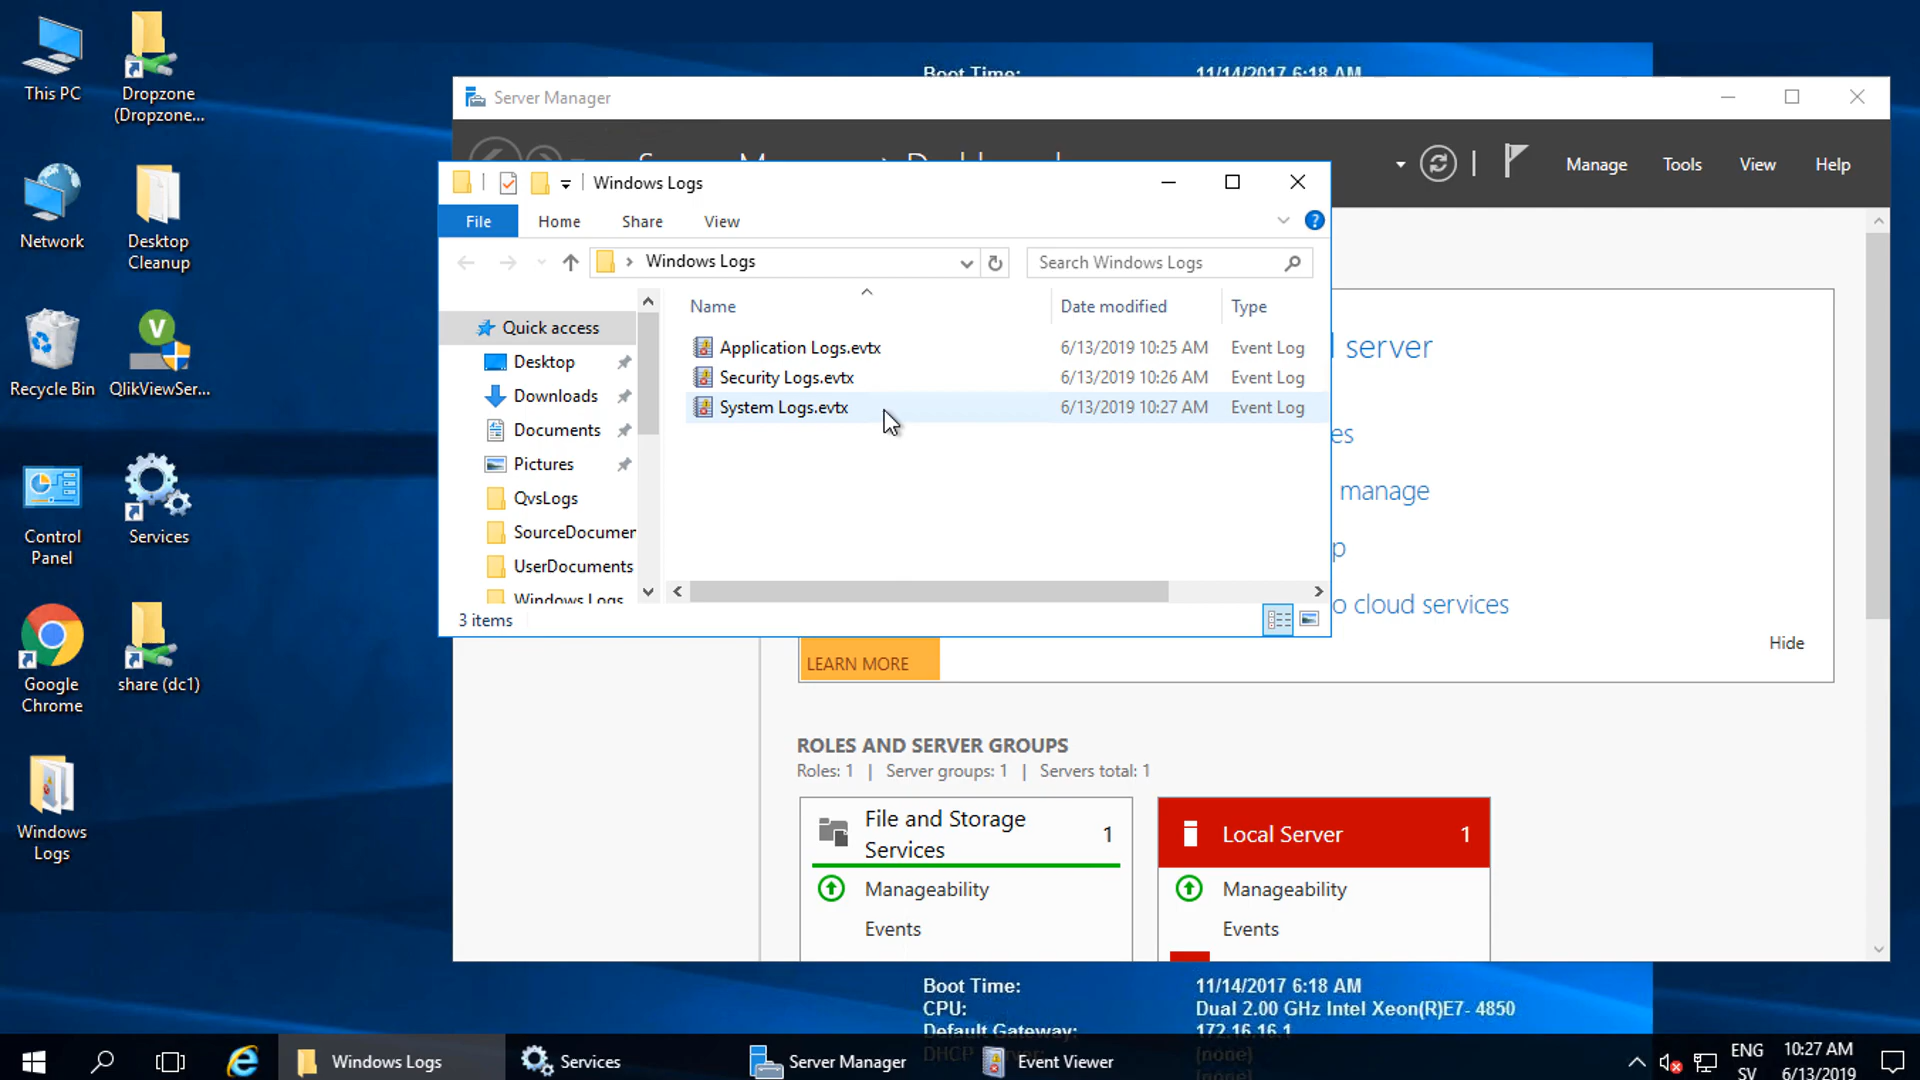 This PC
Dropzone
(Dropzone...
Network
Desktop
Cleanup
Recycle Bin
QlikViewSer...
Control
Panel
Services
Google
Chrome
share (dc1)
Windows
Logs
Boot Time: 11/14/2017 6:18 AM
Server Manager
Manage Tools View Help
Windows Logs
File Home Share View
Windows Logs
Search Windows Logs
Name Date modified Type
Application Logs.evtx 6/13/2019 10:25 AM Event Log
Security Logs.evtx 6/13/2019 10:26 AM Event Log
System Logs.evtx 6/13/2019 10:27 AM Event Log
Quick access
Desktop
Downloads
Documents
Pictures
QvsLogs
SourceDocumen
UserDocuments
Windows Logs
3 items
server
es
manage
p
o cloud services
Hide
LEARN MORE
ROLES AND SERVER GROUPS
Roles: 1 | Server groups: 1 | Servers total: 1
File and Storage
Services 1
Manageability
Events
Local Server 1
Manageability
Events
Boot Time: 11/14/2017 6:18 AM
CPU: Dual 2.00 GHz Intel Xeon(R)E7- 4850
Default Gateway: 172.16.16.1
(none)
Windows Logs
Services
Server Manager
Event Viewer
ENG
SV
10:27 AM
6/13/2019